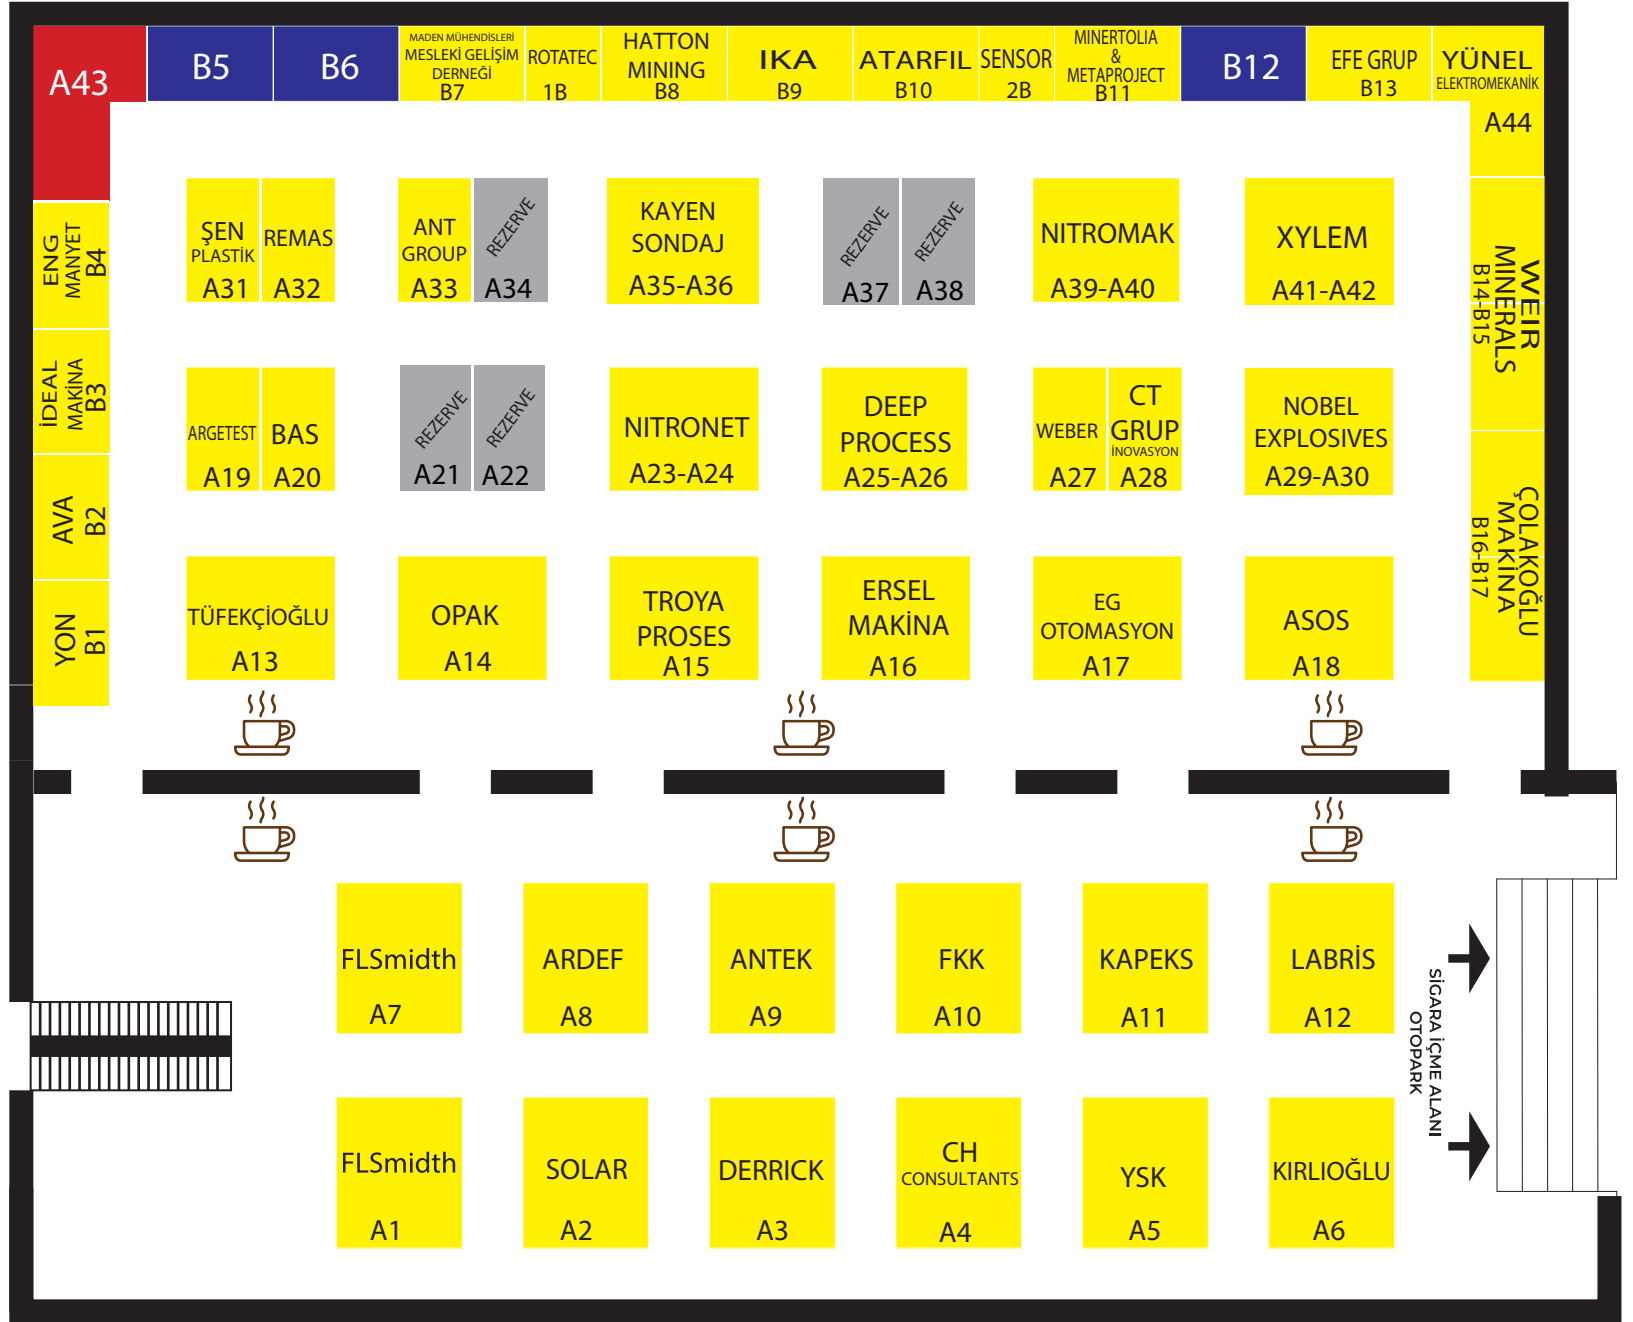 A43
B5
B6
MADEN MÜHENDİSLERİ
MESLEKİ GELİŞİM
DERNEĞİ
B7
ROTATEC
1B
HATTON
MINING
B8
IKA
B9
ATARFIL
B10
SENSOR
2B
MINERTOLIA
&
METAPROJECT
B11
B12
EFE GRUP
B13
YÜNEL
ELEKTROMEKANİK
A44
ENG
MANYET
B4
ŞEN
PLASTİK
A31
REMAS
A32
ANT
GROUP
A33
REZERVE
A34
KAYEN
SONDAJ
A35-A36
REZERVE
A37
REZERVE
A38
NITROMAK
A39-A40
XYLEM
A41-A42
WEIR
MINERALS
B14-B15
İDEAL
MAKİNA
B3
ARGETEST
A19
BAS
A20
REZERVE
A21
REZERVE
A22
NITRONET
A23-A24
DEEP
PROCESS
A25-A26
WEBER
A27
CT
GRUP
İNOVASYON
A28
NOBEL
EXPLOSIVES
A29-A30
ÇOLAKOĞLU
MAKİNA
B16-B17
AVA
B2
YON
B1
TÜFEKÇİOĞLU
A13
OPAK
A14
TROYA
PROSES
A15
ERSEL
MAKİNA
A16
EG
OTOMASYON
A17
ASOS
A18
FLSmidth
A7
ARDEF
A8
ANTEK
A9
FKK
A10
KAPEKS
A11
LABRİS
A12
SİGARA İÇME ALANI
OTOPARK
FLSmidth
A1
SOLAR
A2
DERRICK
A3
CH
CONSULTANTS
A4
YSK
A5
KIRLIOĞLU
A6